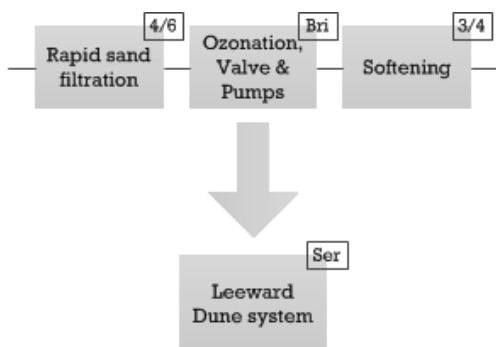 4/6
Rapid sand
filtration
Bri
Ozonation,
Valve &
Pumps
3/4
Softening
Ser
Leeward
Dune system